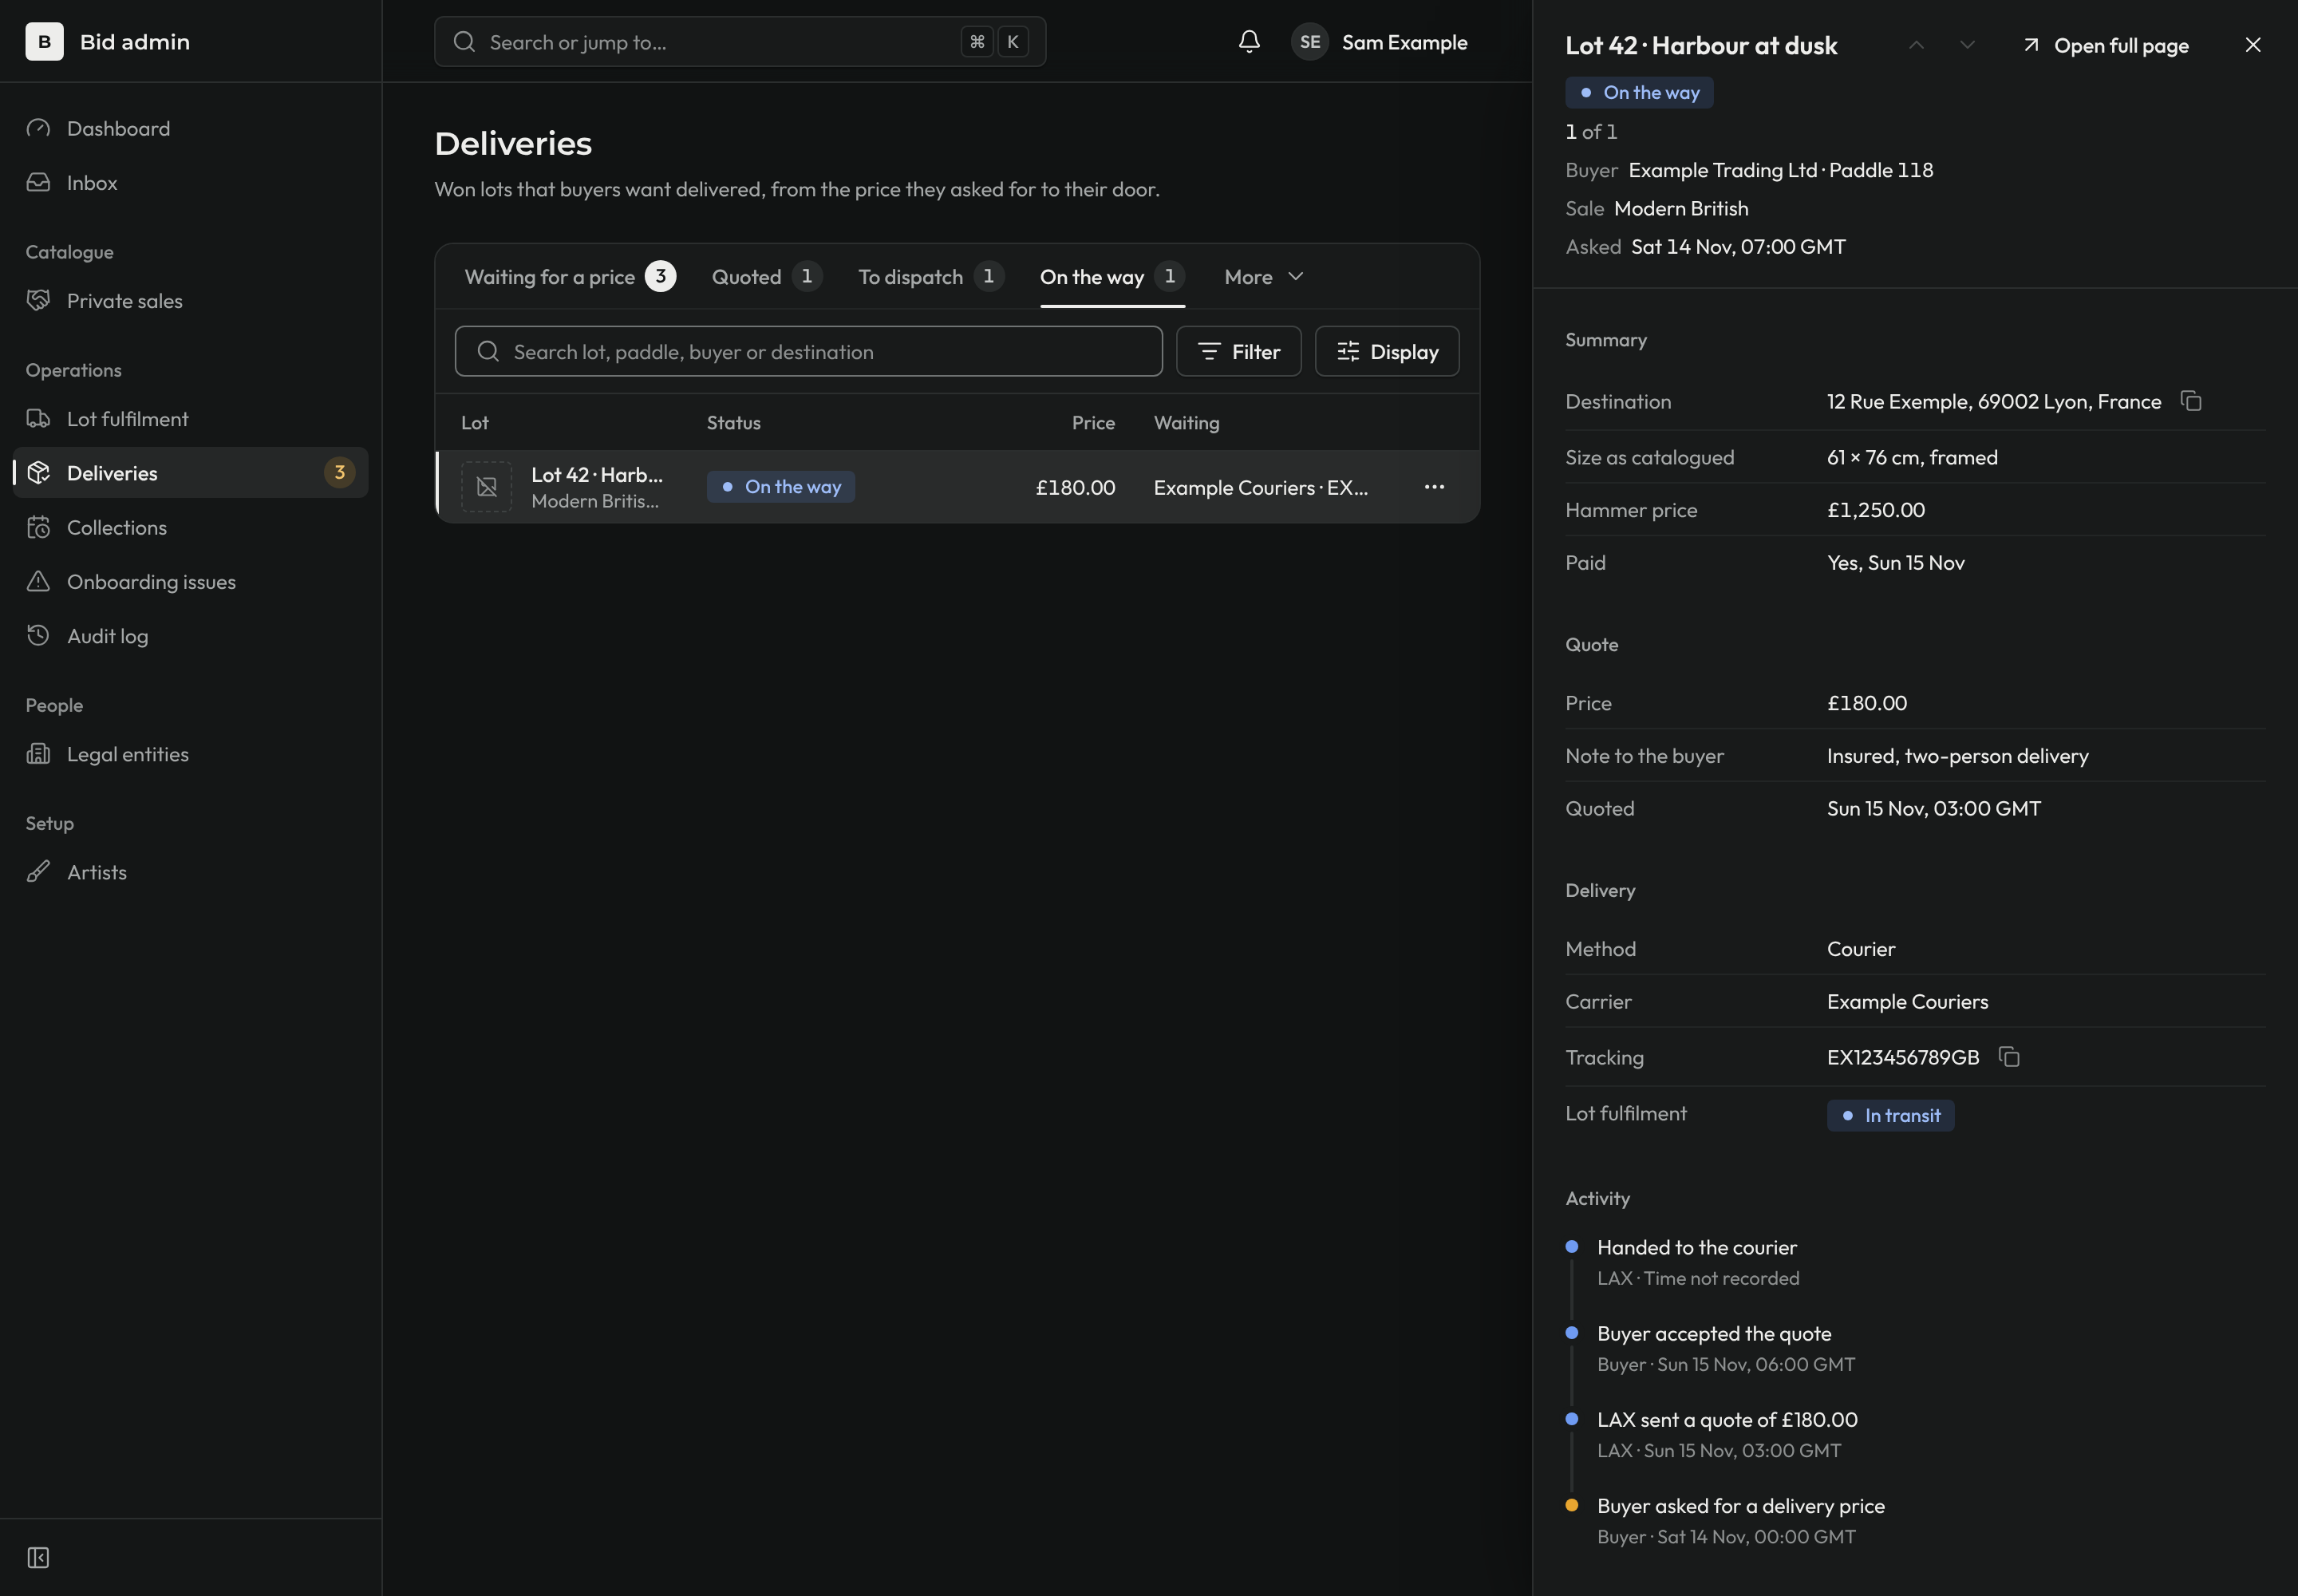 B Bid admin
Search or jump to... ⌘ K
SE Sam Example
Dashboard
Inbox
Catalogue
Private sales
Operations
Lot fulfilment
Deliveries 3
Collections
Onboarding issues
Audit log
People
Legal entities
Setup
Artists
Deliveries
Won lots that buyers want delivered, from the price they asked for to their door.
Waiting for a price 3 Quoted 1 To dispatch 1 On the way 1 More
Search lot, paddle, buyer or destination Filter Display
Lot Status Price Waiting
Lot 42 · Harb... On the way £180.00 Example Couriers · EX...
Modern Britis...
Lot 42 · Harbour at dusk Open full page
On the way
1 of 1
Buyer Example Trading Ltd · Paddle 118
Sale Modern British
Asked Sat 14 Nov, 07:00 GMT
Summary
Destination 12 Rue Exemple, 69002 Lyon, France
Size as catalogued 61 × 76 cm, framed
Hammer price £1,250.00
Paid Yes, Sun 15 Nov
Quote
Price £180.00
Note to the buyer Insured, two-person delivery
Quoted Sun 15 Nov, 03:00 GMT
Delivery
Method Courier
Carrier Example Couriers
Tracking EX123456789GB
Lot fulfilment In transit
Activity
Handed to the courier
LAX · Time not recorded
Buyer accepted the quote
Buyer · Sun 15 Nov, 06:00 GMT
LAX sent a quote of £180.00
LAX · Sun 15 Nov, 03:00 GMT
Buyer asked for a delivery price
Buyer · Sat 14 Nov, 00:00 GMT